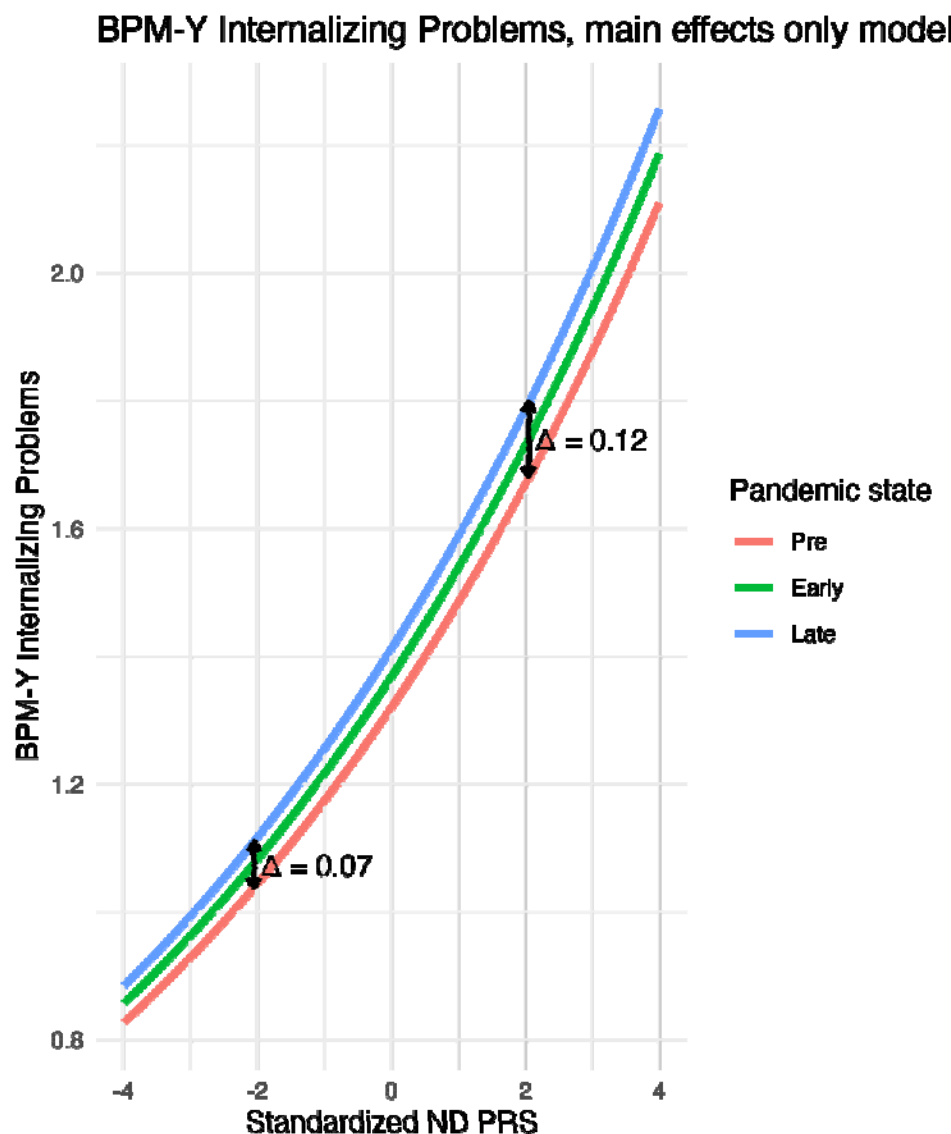 BPM-Y Internalizing Problems, main effects only model
BPM-Y Internalizing Problems
2.0
1.6
1.2
0.8
Δ = 0.12
Δ = 0.07
-4 -2 0 2 4
Standardized ND PRS
Pandemic state
Pre
Early
Late